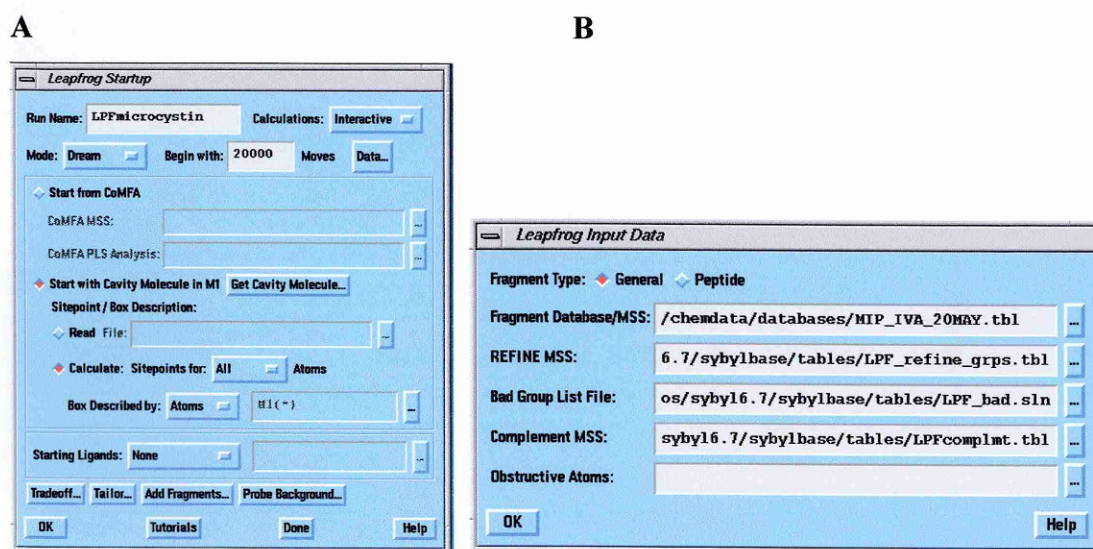 A
B
Leapfrog Startup
Run Name: LPFmicrocystin Calculations: Interactive
Mode: Dream Begin with: 20000 Moves Data...
Start from CoMFA
CoMFA MSS: ...
CoMFA PLS Analysis: ...
Start with Cavity Molecule in M1 Get Cavity Molecule...
Sitepoint / Box Description:
Read File: ...
Calculate: Sitepoints for: All Atoms
Box Described by: Atoms M1(*) ...
Starting Ligands: None ...
Tradeoff... Tailor... Add Fragments... Probe Background...
OK Tutorials Done Help
Leapfrog Input Data
Fragment Type: General Peptide
Fragment Database/MSS: /chemdata/databases/MIP_IVA_20MAY.tbl ...
REFINE MSS: 6.7/sybylbase/tables/LPF_refine_grps.tbl ...
Bad Group List File: os/sybyl6.7/sybylbase/tables/LPF_bad.sln ...
Complement MSS: sybyl6.7/sybylbase/tables/LPFcomplmt.tbl ...
Obstructive Atoms: ...
OK Help